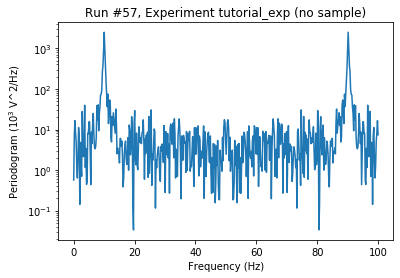 Run #57, Experiment tutorial_exp (no sample)
Periodogram (10³ V^2/Hz)
10³
10²
10¹
10⁰
10⁻¹
0 20 40 60 80 100
Frequency (Hz)